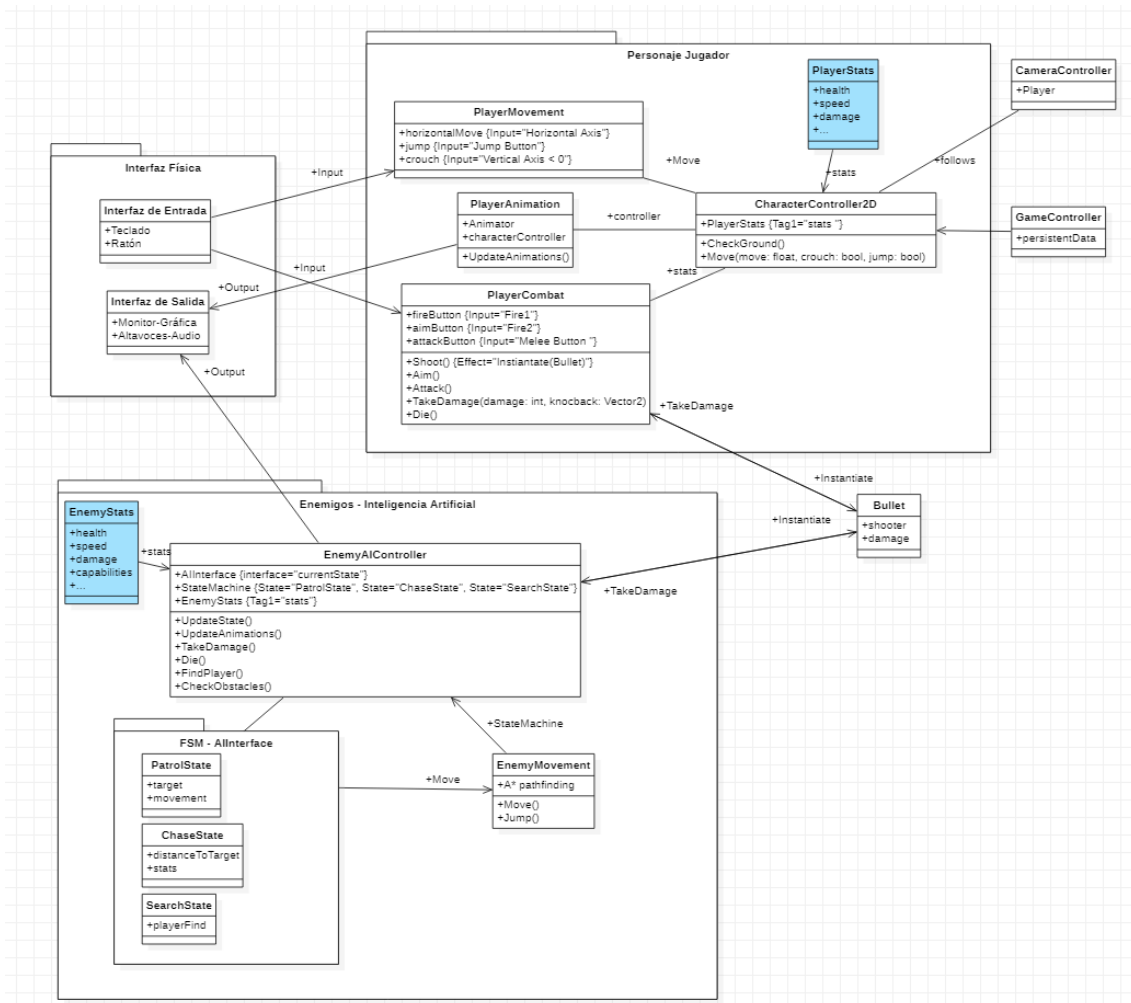 Personaje Jugador
PlayerStats
+health
+speed
+damage
+...
CameraController
+Player
PlayerMovement
+horizontalMove {Input="Horizontal Axis"}
+jump {Input="Jump Button"}
+crouch {Input="Vertical Axis < 0"}
Interfaz Física
+Input
+Move
+stats
+follows
Interfaz de Entrada
+Teclado
+Ratón
PlayerAnimation
+Animator
+characterController
+UpdateAnimations()
+controller
CharacterController2D
+PlayerStats {Tag1="stats "}
+CheckGround()
+Move(move: float, crouch: bool, jump: bool)
GameController
+persistentData
+Input
+stats
+Output
Interfaz de Salida
+Monitor-Gráfica
+Altavoces-Audio
PlayerCombat
+fireButton {Input="Fire1"}
+aimButton {Input="Fire2"}
+attackButton {Input="Melee Button "}
+Shoot() {Effect="Instiantate(Bullet)"}
+Aim()
+Attack()
+TakeDamage(damage: int, knocback: Vector2)
+Die()
+Output
+TakeDamage
+Instantiate
Enemigos - Inteligencia Artificial
Bullet
+shooter
+damage
+Instantiate
EnemyStats
+health
+speed
+damage
+capabilities
+...
+stats
EnemyAIController
+AIInterface {interface="currentState"}
+StateMachine {State="PatrolState", State="ChaseState", State="SearchState"}
+EnemyStats {Tag1="stats"}
+UpdateState()
+UpdateAnimations()
+TakeDamage()
+Die()
+FindPlayer()
+CheckObstacles()
+TakeDamage
+StateMachine
FSM - AIInterface
PatrolState
+target
+movement
+Move
EnemyMovement
+A* pathfinding
+Move()
+Jump()
ChaseState
+distanceToTarget
+stats
SearchState
+playerFind